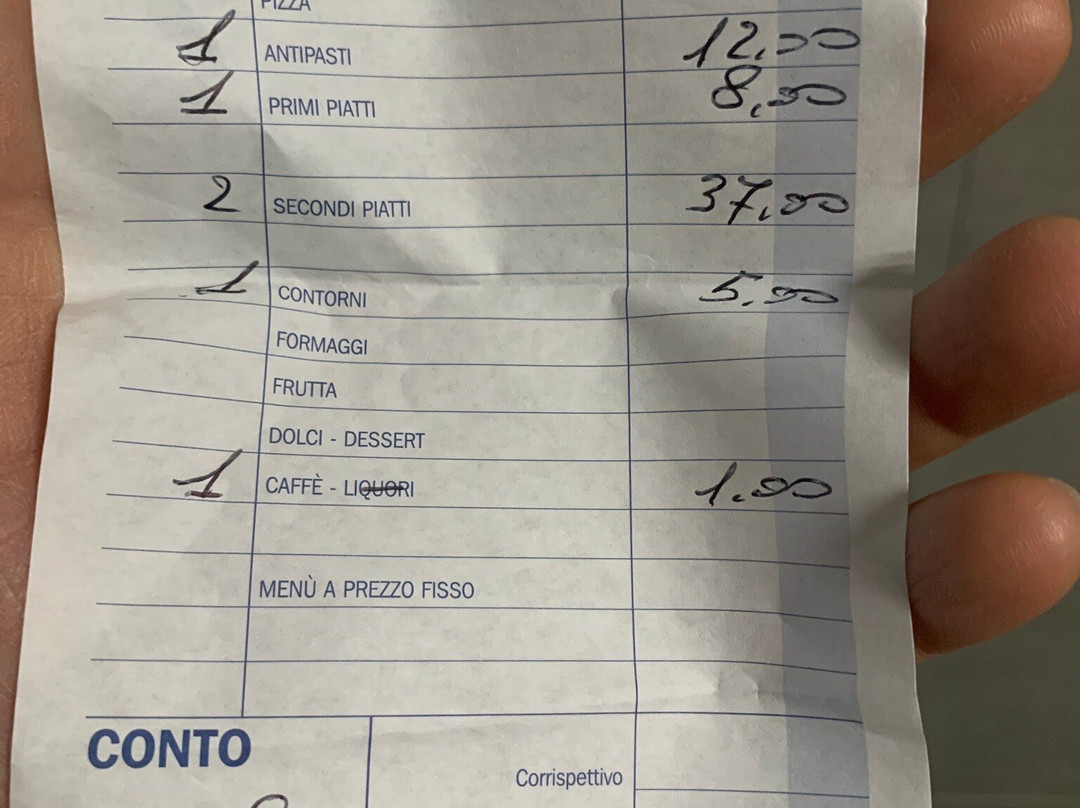 PIZZA
1 ANTIPASTI 12,00
1 PRIMI PIATTI 8,00
2 SECONDI PIATTI 37,00
1 CONTORNI 5,00
FORMAGGI
FRUTTA
DOLCI - DESSERT
1 CAFFÈ - LIQUORI 1,00
MENÙ A PREZZO FISSO
CONTO
Corrispettivo